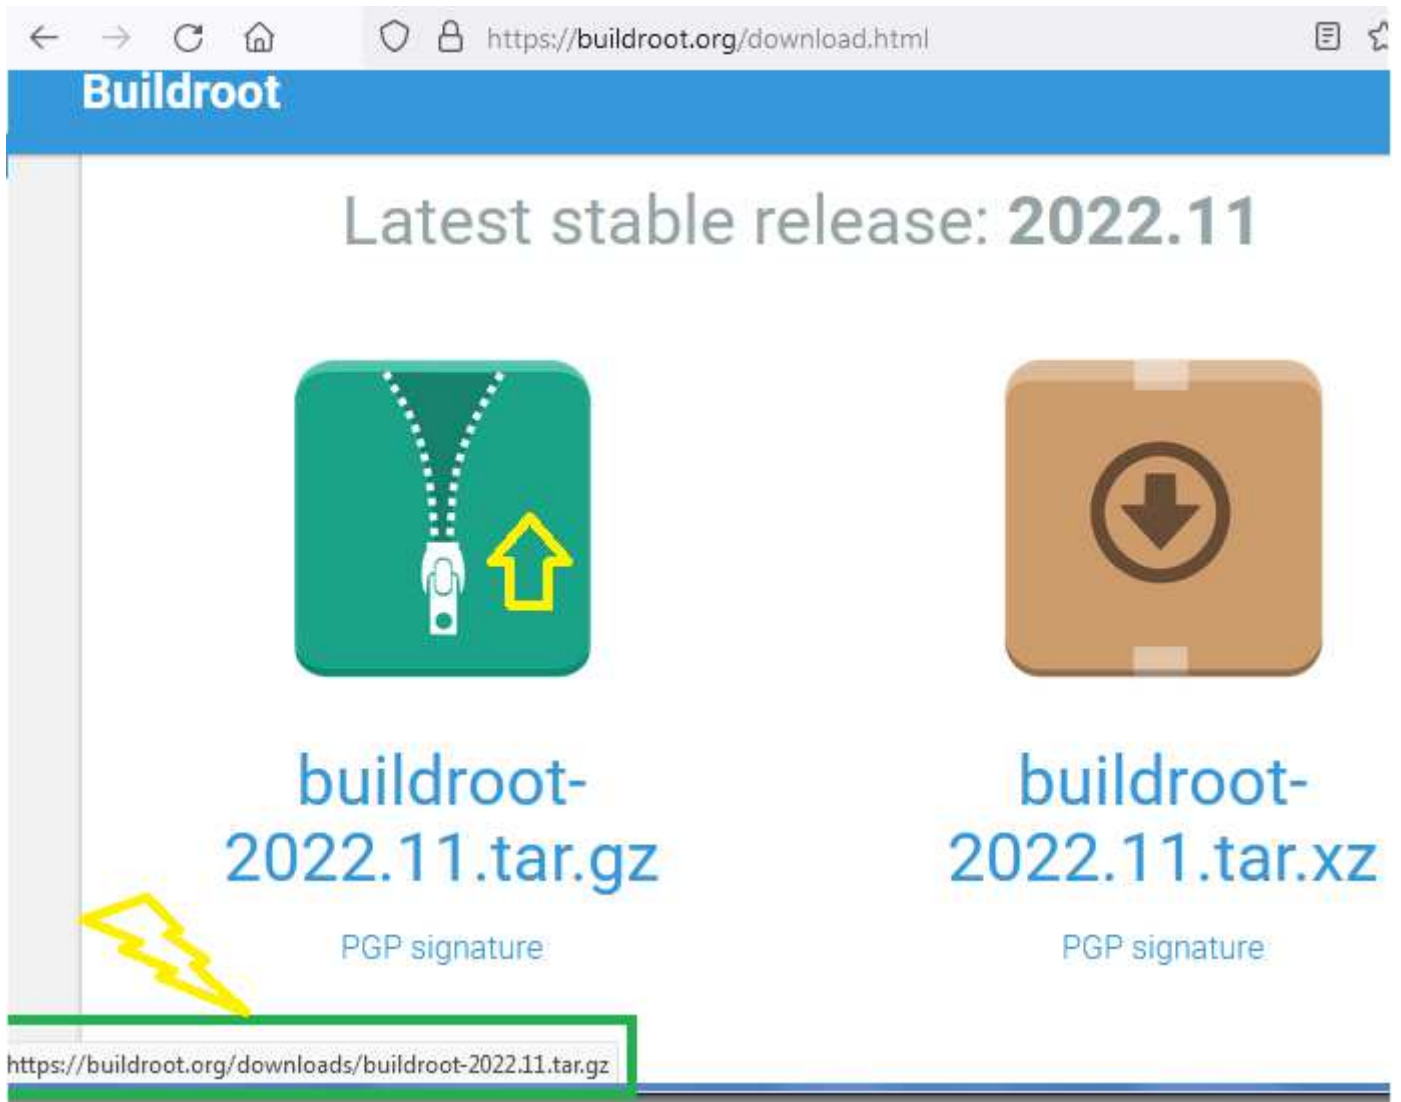 https://buildroot.org/download.html
Buildroot
Latest stable release: 2022.11
buildroot-
2022.11.tar.gz
PGP signature
buildroot-
2022.11.tar.xz
PGP signature
https://buildroot.org/downloads/buildroot-2022.11.tar.gz